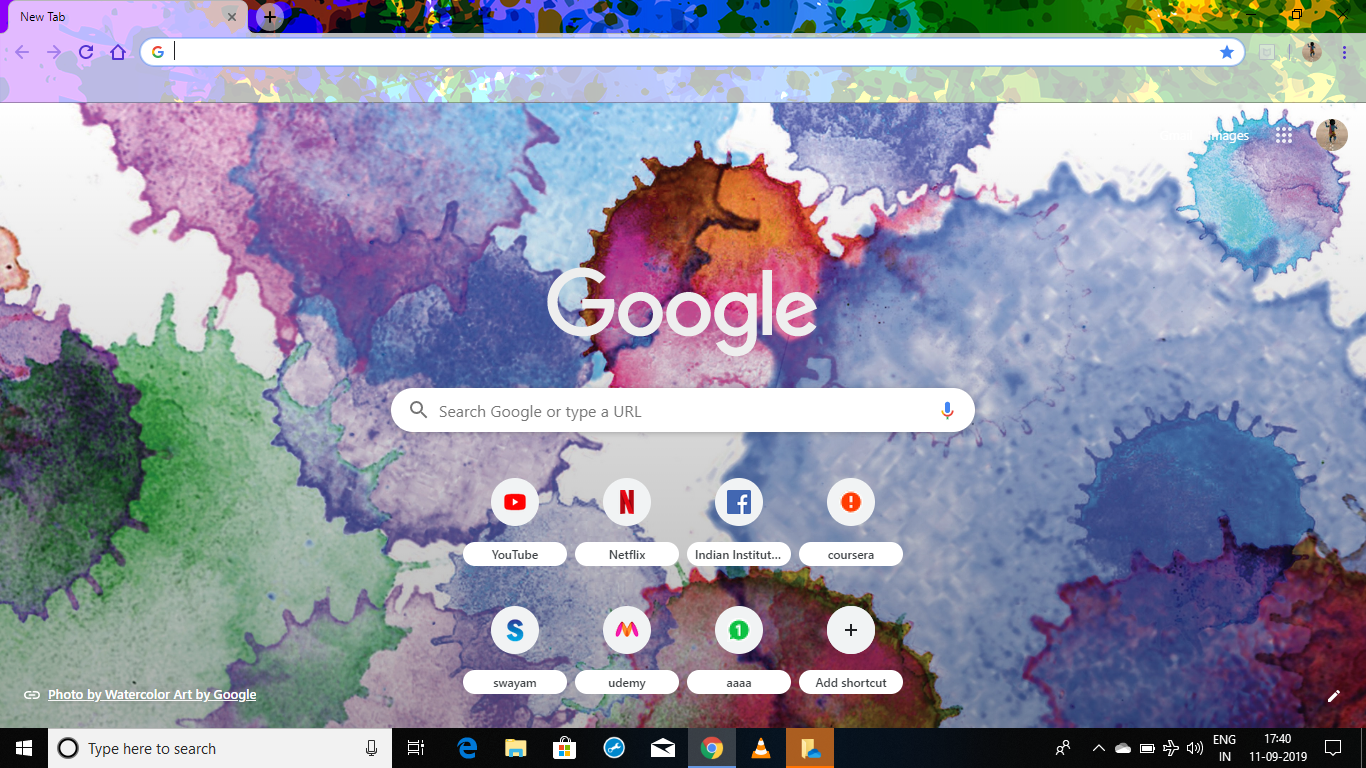 New Tab
Images
Google
Search Google or type a URL
YouTube
Netflix
Indian Institut...
coursera
swayam
udemy
1
aaaa
Add shortcut
Photo by Watercolor Art by Google
Type here to search
ENG
IN
17:40
11-09-2019